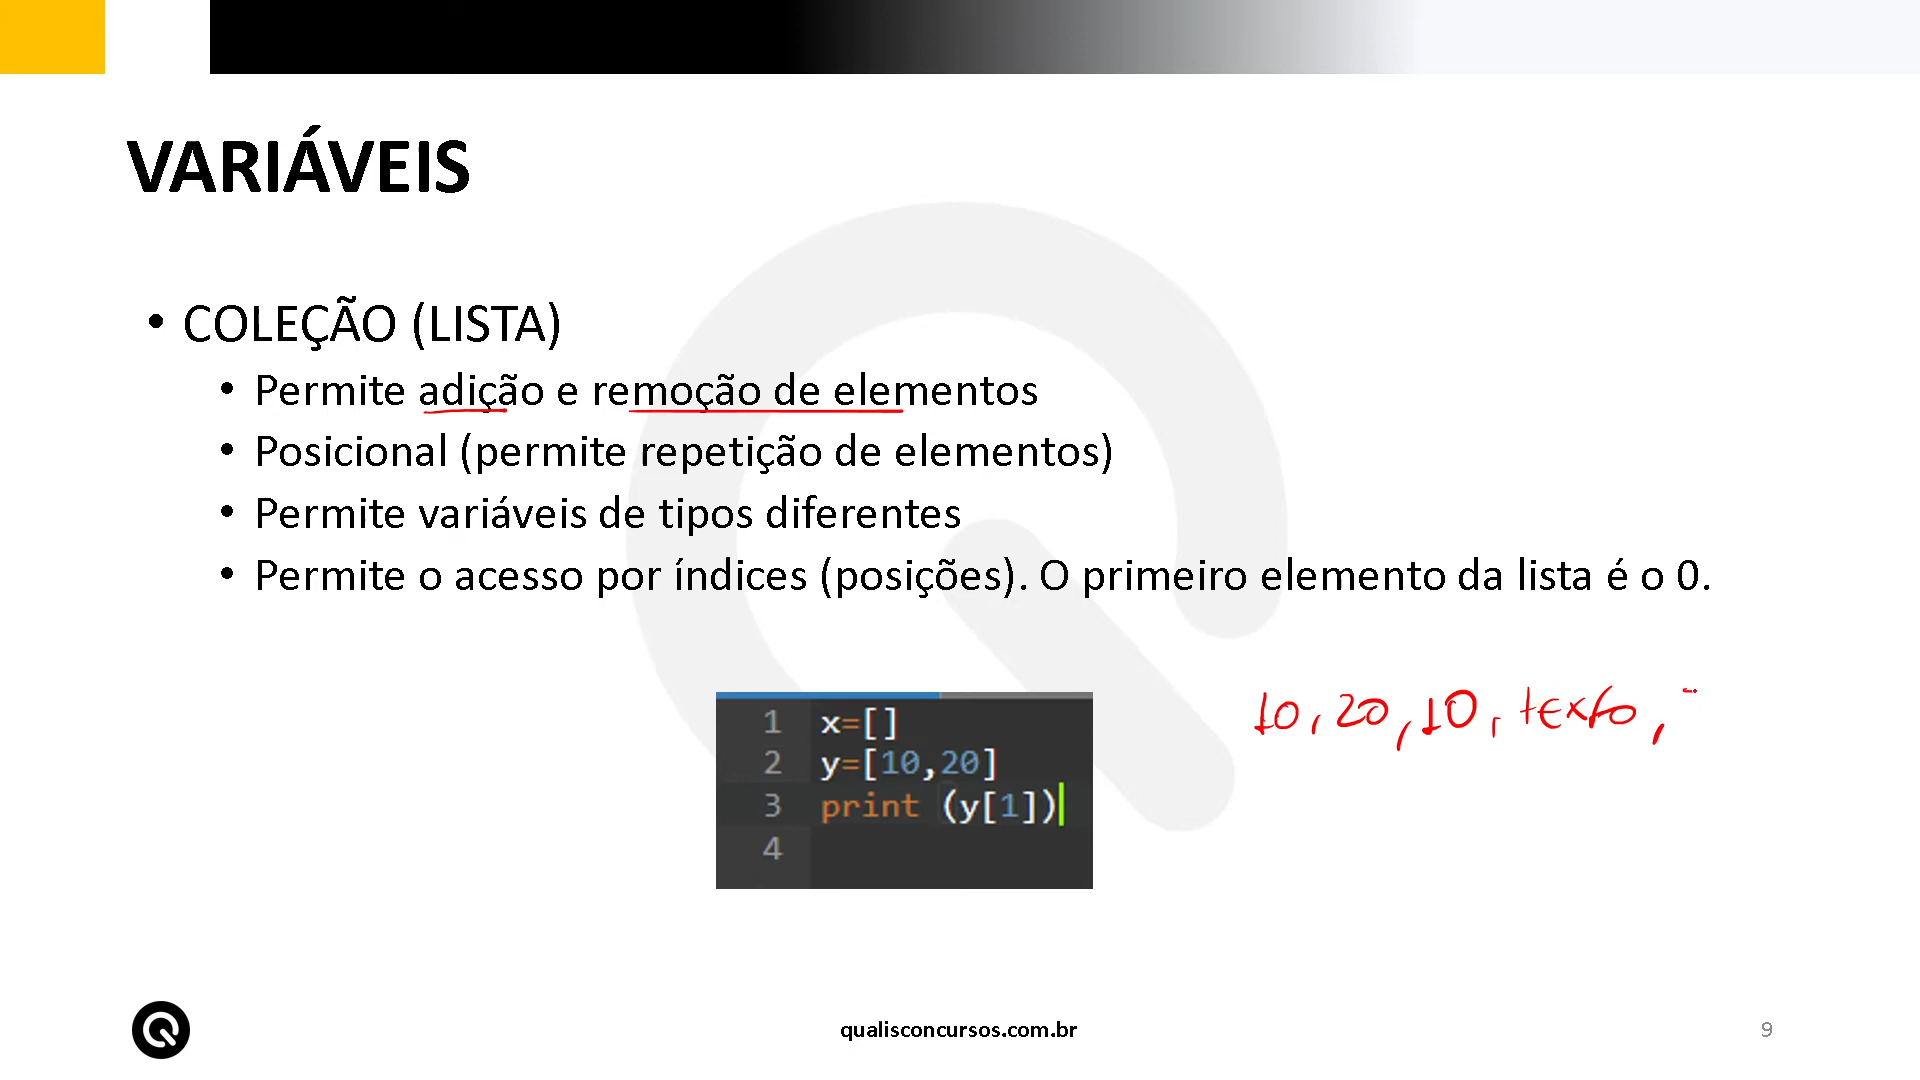 VARIÁVEIS
• COLEÇÃO (LISTA)
• Permite adição e remoção de elementos
• Posicional (permite repetição de elementos)
• Permite variáveis de tipos diferentes
• Permite o acesso por índices (posições). O primeiro elemento da lista é o 0.
10, 20, 10, texto,
1 x=[]
2 y=[10,20]
3 print (y[1])
4
qualisconcursos.com.br
9